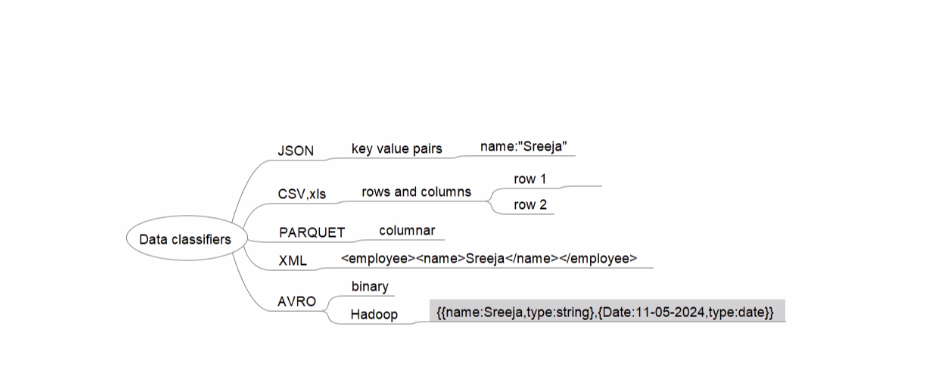 Data classifiers
JSON
key value pairs
name:"Sreeja"
CSV,xls
rows and columns
row 1
row 2
PARQUET
columnar
XML
<employee><name>Sreeja</name></employee>
AVRO
binary
Hadoop
{{name:Sreeja,type:string},{Date:11-05-2024,type:date}}